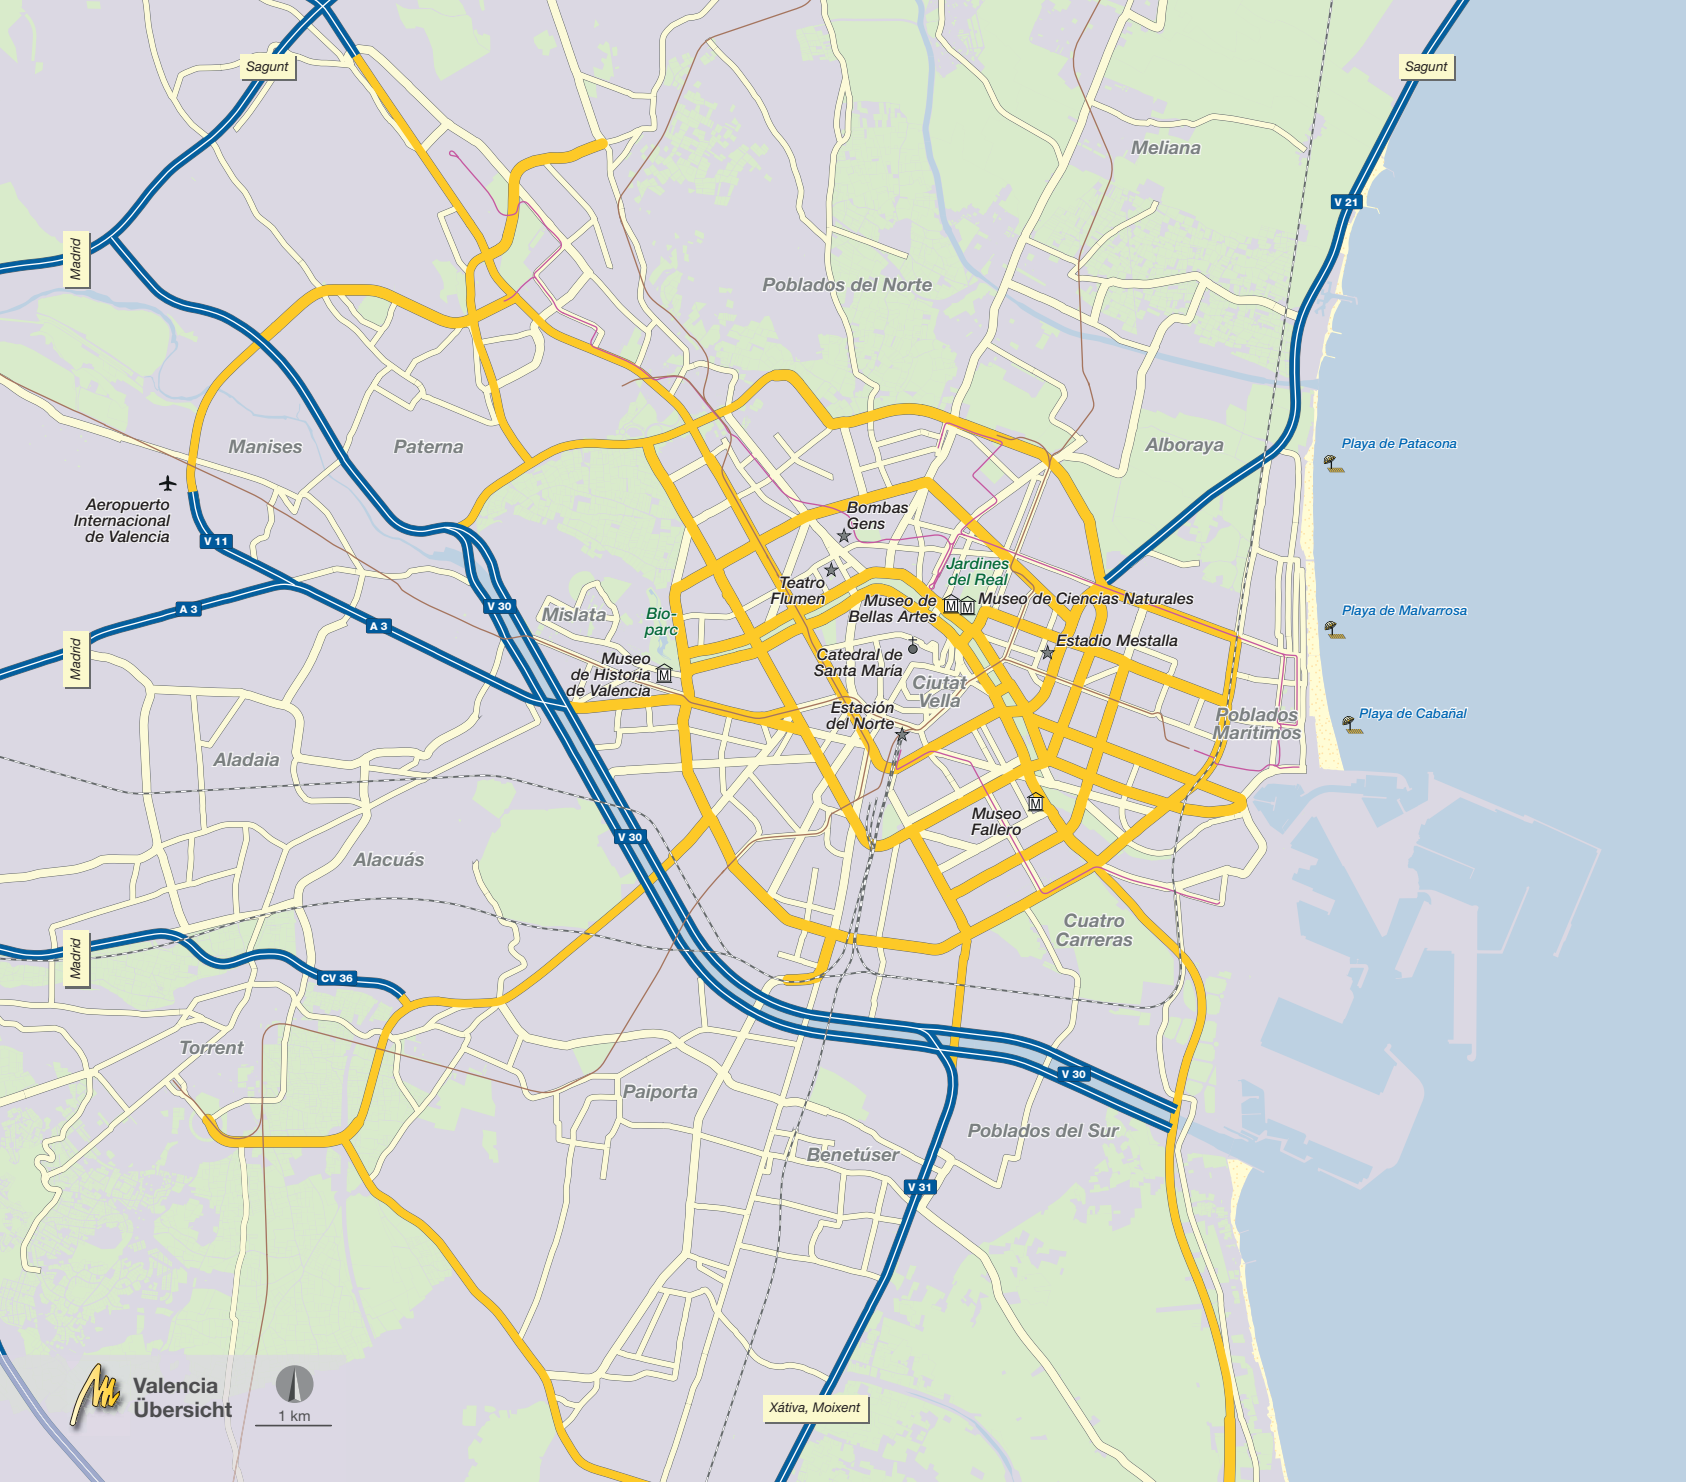 Sagunt
Sagunt
Meliana
V 21
Madrid
Poblados del Norte
Manises
Paterna
Alboraya
Playa de Patacona
Aeropuerto
Internacional
de Valencia
Bombas
Gens
V 11
Jardines
del Real
Teatro
Flumen
A 3
V 30
Mislata
Bio-
parc
Museo de
Bellas Artes
M
M
Museo de Ciencias Naturales
Playa de Malvarrosa
A 3
Estadio Mestalla
Madrid
Museo
de Historia
de Valencia
M
Catedral de
Santa María
Ciutat
Vella
Estación
del Norte
Poblados
Marítimos
Playa de Cabañal
Aladaia
Museo
Fallero
M
V 30
Alacuás
Cuatro
Carreras
Madrid
CV 36
Torrent
V 30
Paiporta
Poblados del Sur
Benetúser
V 31
Valencia
Übersicht
1 km
Xátiva, Moixent